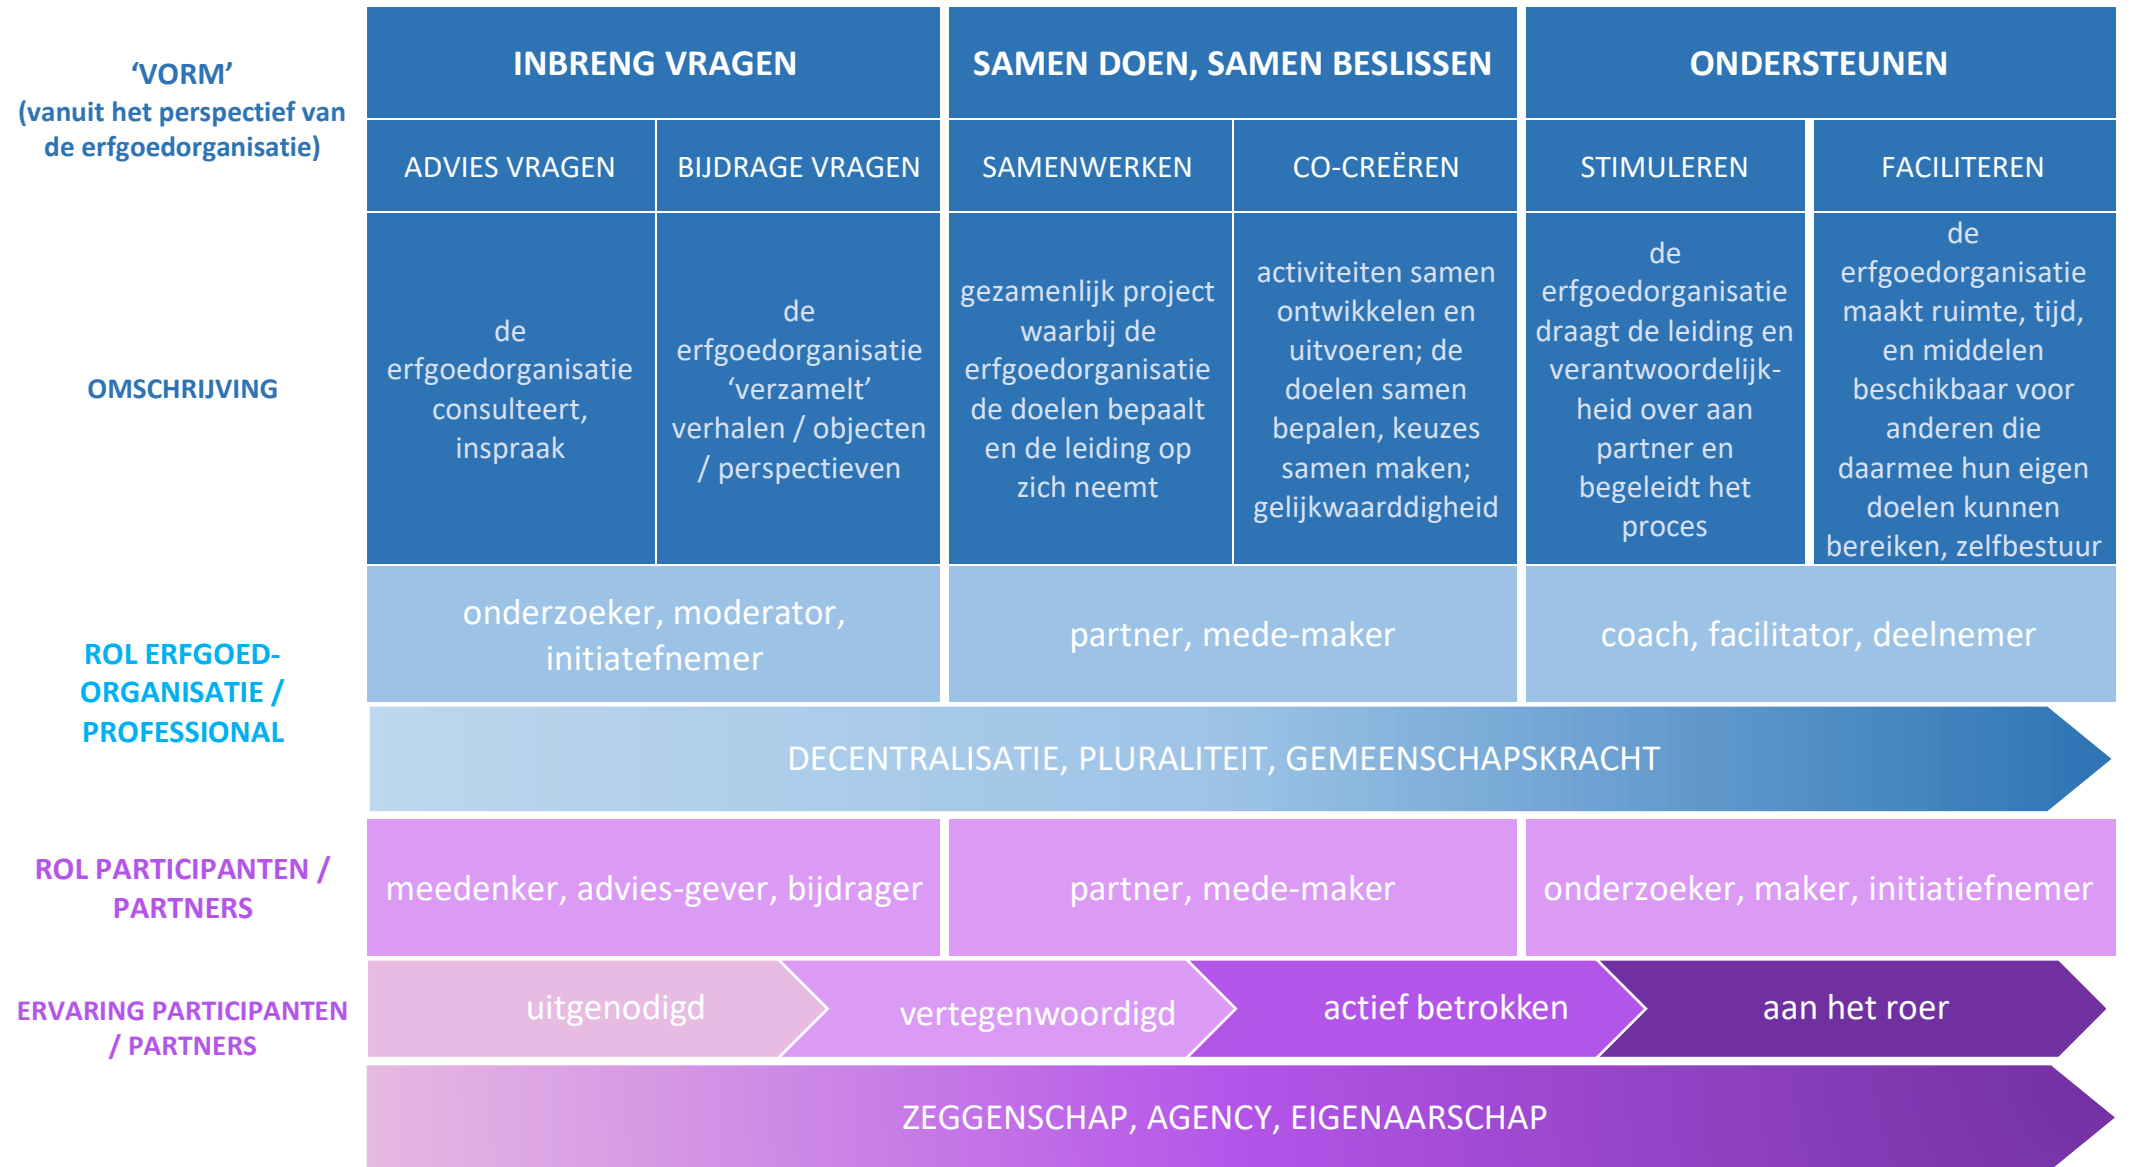 ‘VORM’
(vanuit het perspectief van
de erfgoedorganisatie)
INBRENG VRAGEN
SAMEN DOEN, SAMEN BESLISSEN
ONDERSTEUNEN
ADVIES VRAGEN
BIJDRAGE VRAGEN
SAMENWERKEN
CO-CREËREN
STIMULEREN
FACILITEREN
OMSCHRIJVING
de
erfgoedorganisatie
consulteert,
inspraak
de
erfgoedorganisatie
‘verzamelt’
verhalen / objecten
/ perspectieven
gezamenlijk project
waarbij de
erfgoedorganisatie
de doelen bepaalt
en de leiding op
zich neemt
activiteiten samen
ontwikkelen en
uitvoeren; de
doelen samen
bepalen, keuzes
samen maken;
gelijkwaarddigheid
de
erfgoedorganisatie
draagt de leiding en
verantwoordelijk-
heid over aan
partner en
begeleidt het
proces
de
erfgoedorganisatie
maakt ruimte, tijd,
en middelen
beschikbaar voor
anderen die
daarmee hun eigen
doelen kunnen
bereiken, zelfbestuur
ROL ERFGOED-
ORGANISATIE /
PROFESSIONAL
onderzoeker, moderator,
initiatefnemer
partner, mede-maker
coach, facilitator, deelnemer
DECENTRALISATIE, PLURALITEIT, GEMEENSCHAPSKRACHT
ROL PARTICIPANTEN /
PARTNERS
meedenker, advies-gever, bijdrager
partner, mede-maker
onderzoeker, maker, initiatiefnemer
ERVARING PARTICIPANTEN
/ PARTNERS
uitgenodigd
vertegenwoordigd
actief betrokken
aan het roer
ZEGGENSCHAP, AGENCY, EIGENAARSCHAP